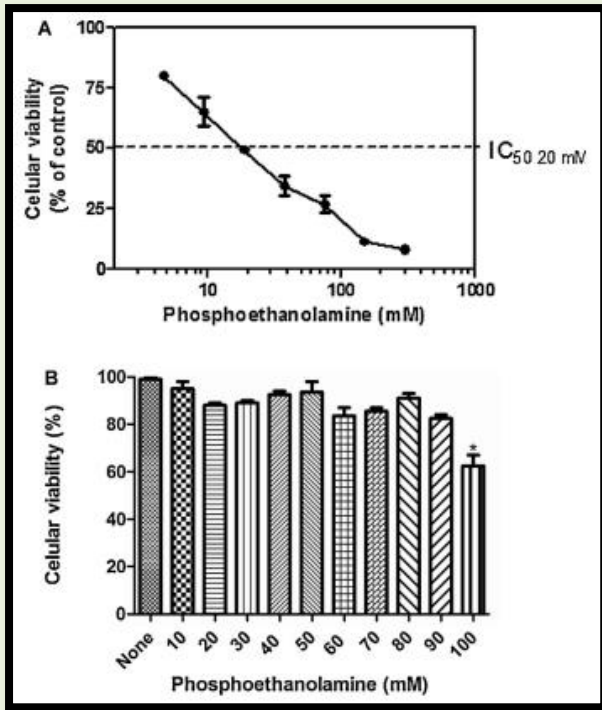 A
100
75
50
25
0
Celular viability
(% of control)
IC50 20 mM
10
100
1000
Phosphoethanolamine (mM)
B
100
80
60
40
20
0
Celular viability (%)
*
None 10 20 30 40 50 60 70 80 90 100
Phosphoethanolamine (mM)